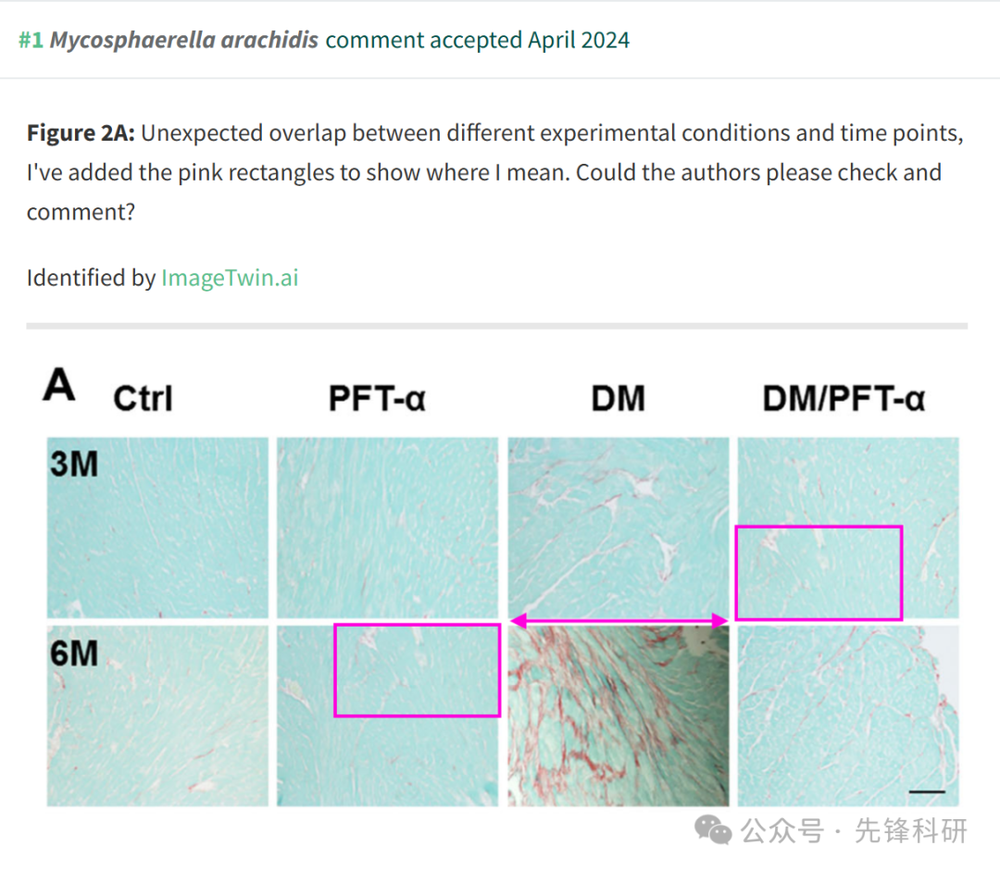 #1 Mycosphaerella arachidis comment accepted April 2024
Figure 2A: Unexpected overlap between different experimental conditions and time points,
I've added the pink rectangles to show where I mean. Could the authors please check and
comment?
Identified by ImageTwin.ai
A Ctrl PFT-α DM DM/PFT-α
3M
6M
公众号 · 先锋科研